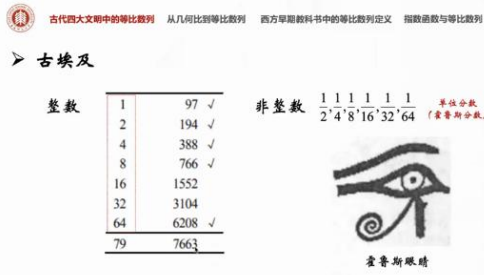 古代四大文明中的等比数列 从几何比到等比数列 西方早期教科书中的等比数列定义 指数函数与等比数列
➢ 古埃及
整数
1 97 √
2 194 √
4 388 √
8 766 √
16 1552
32 3104
64 6208 √
79 7663
非整数 1/2, 1/4, 1/8, 1/16, 1/32, 1/64
单位分数
(霍鲁斯分数)
霍鲁斯眼睛